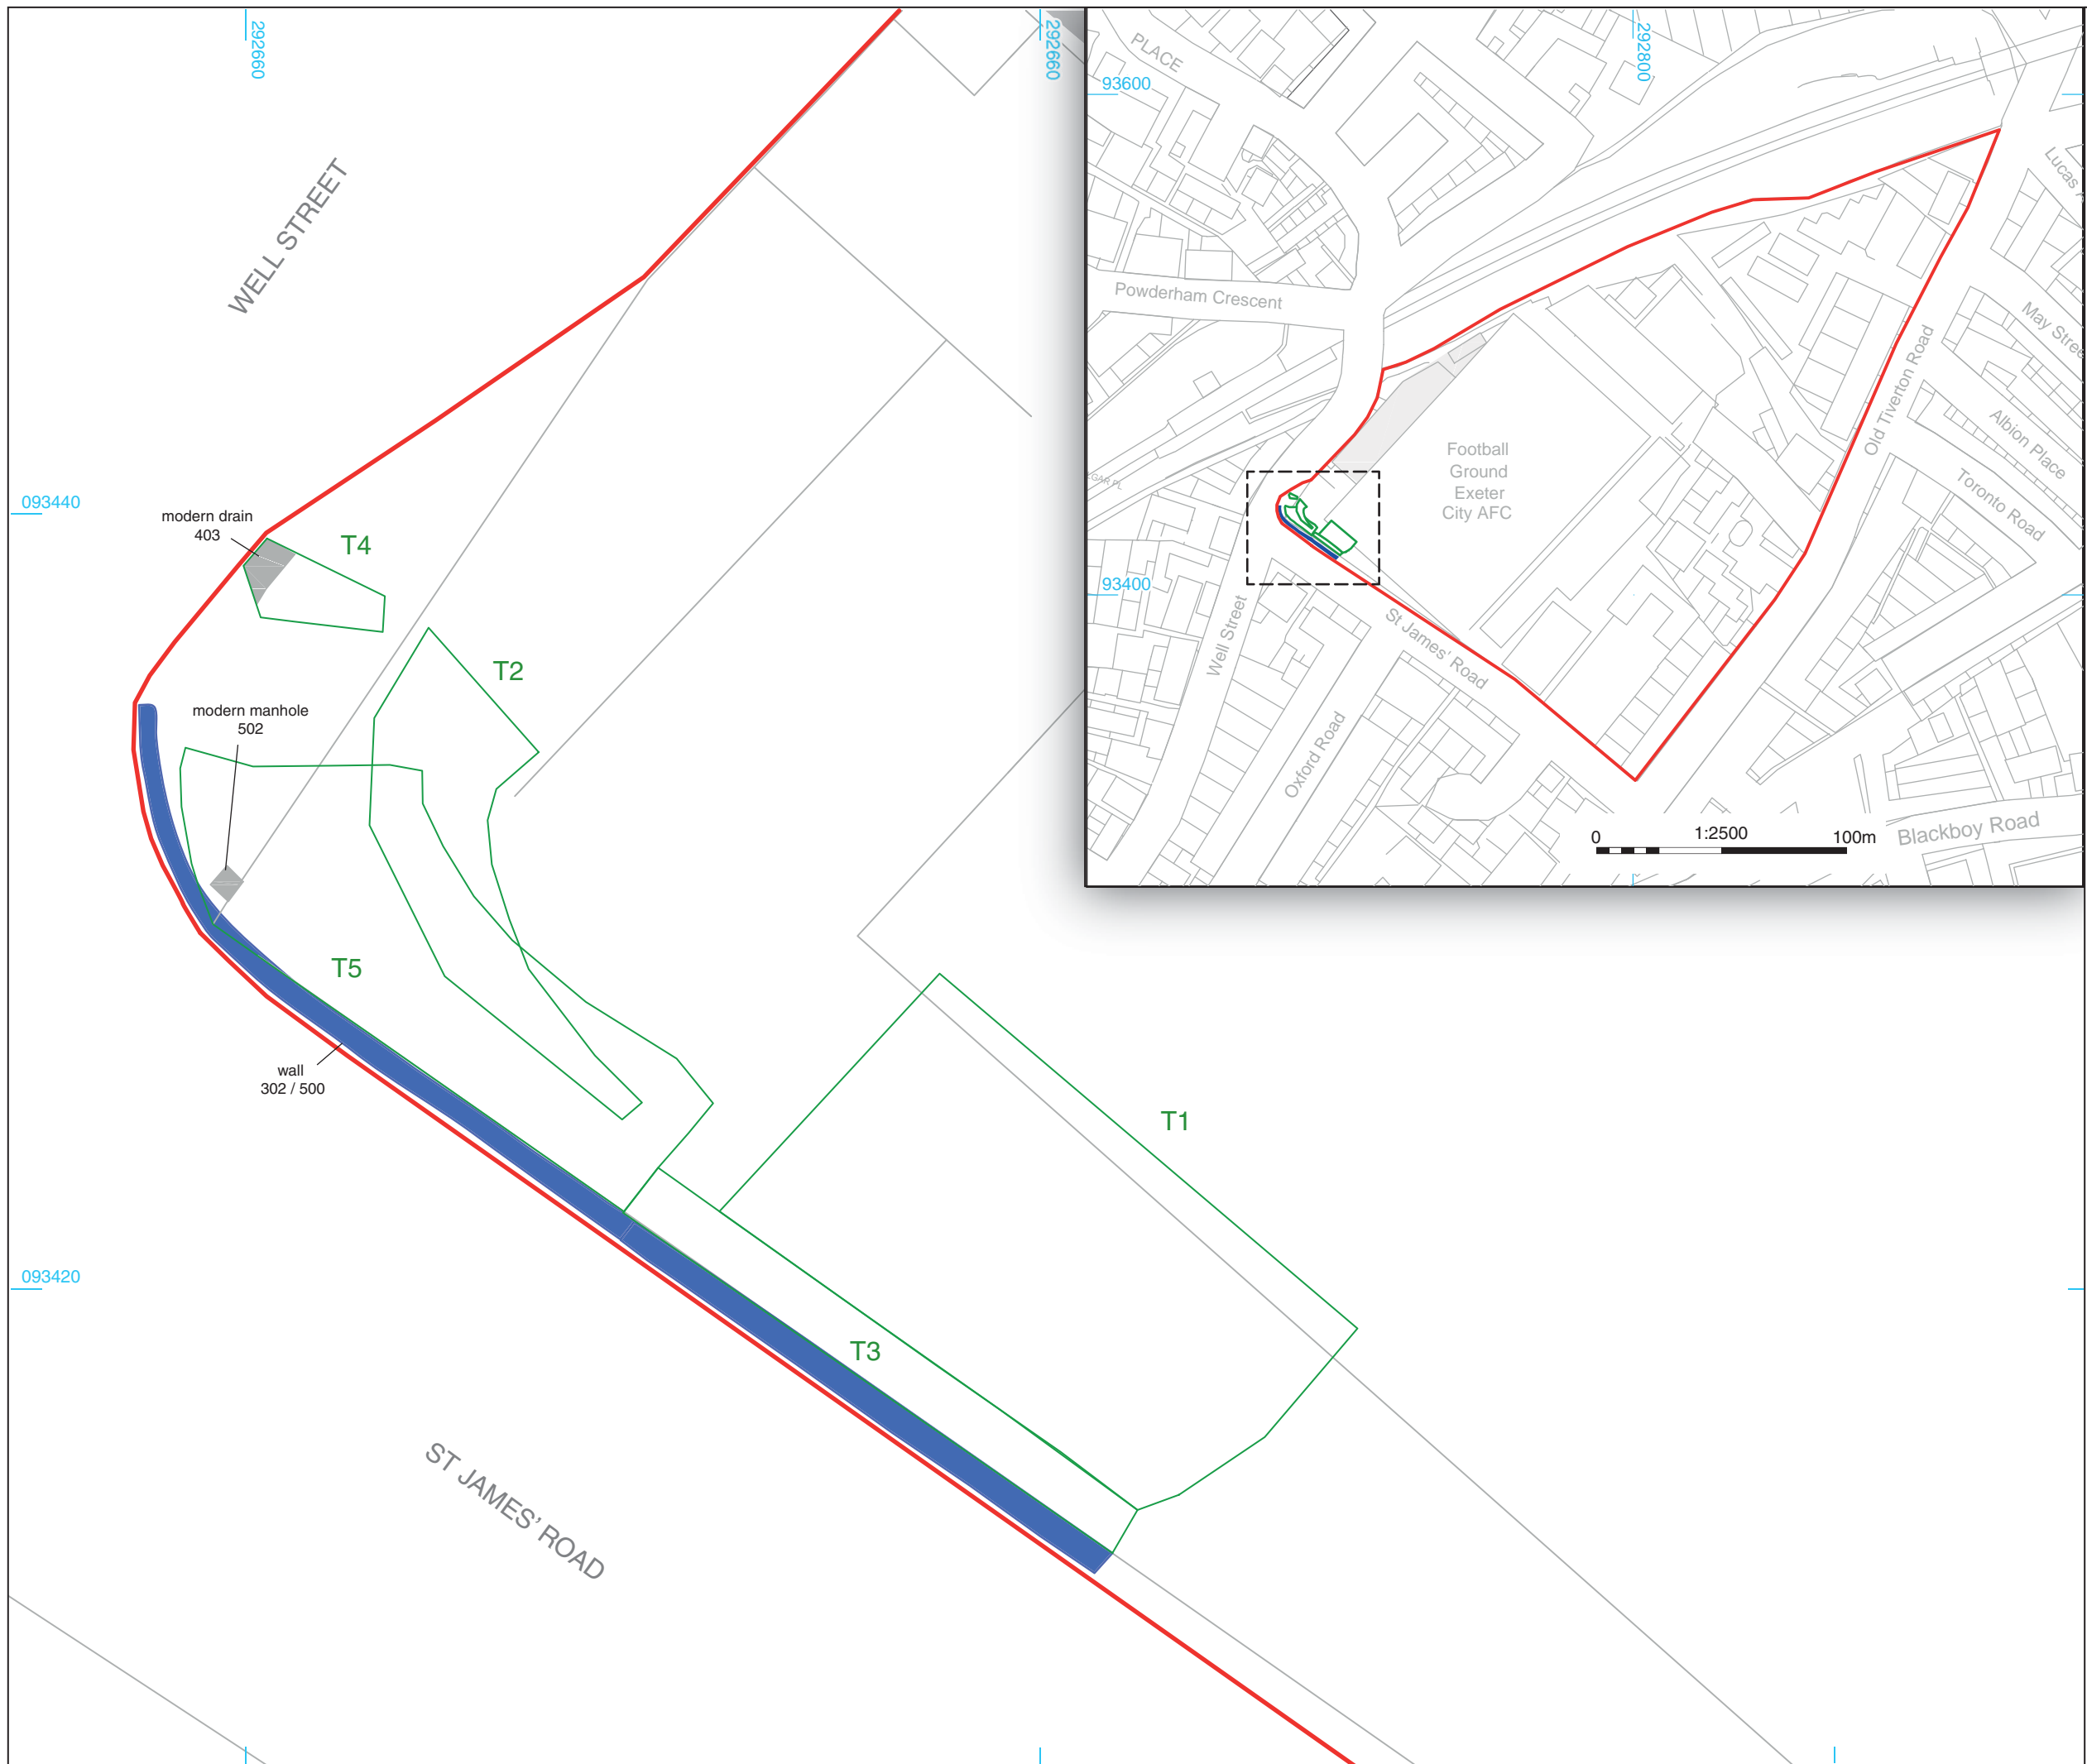 292660
292660
WELL STREET
093440
modern drain
403
T4
T2
modern manhole
502
T5
wall
302 / 500
T1
093420
T3
ST JAMES' ROAD
PLACE
93600
292800
Lucas
Powderham Crescent
May Stree
Old Tiverton Road
Albion Place
Football
Ground
Exeter
City AFC
Toronto Road
GAR PL
93400
Well Street
St James' Road
Oxford Road
0
1:2500
100m
Blackboy Road